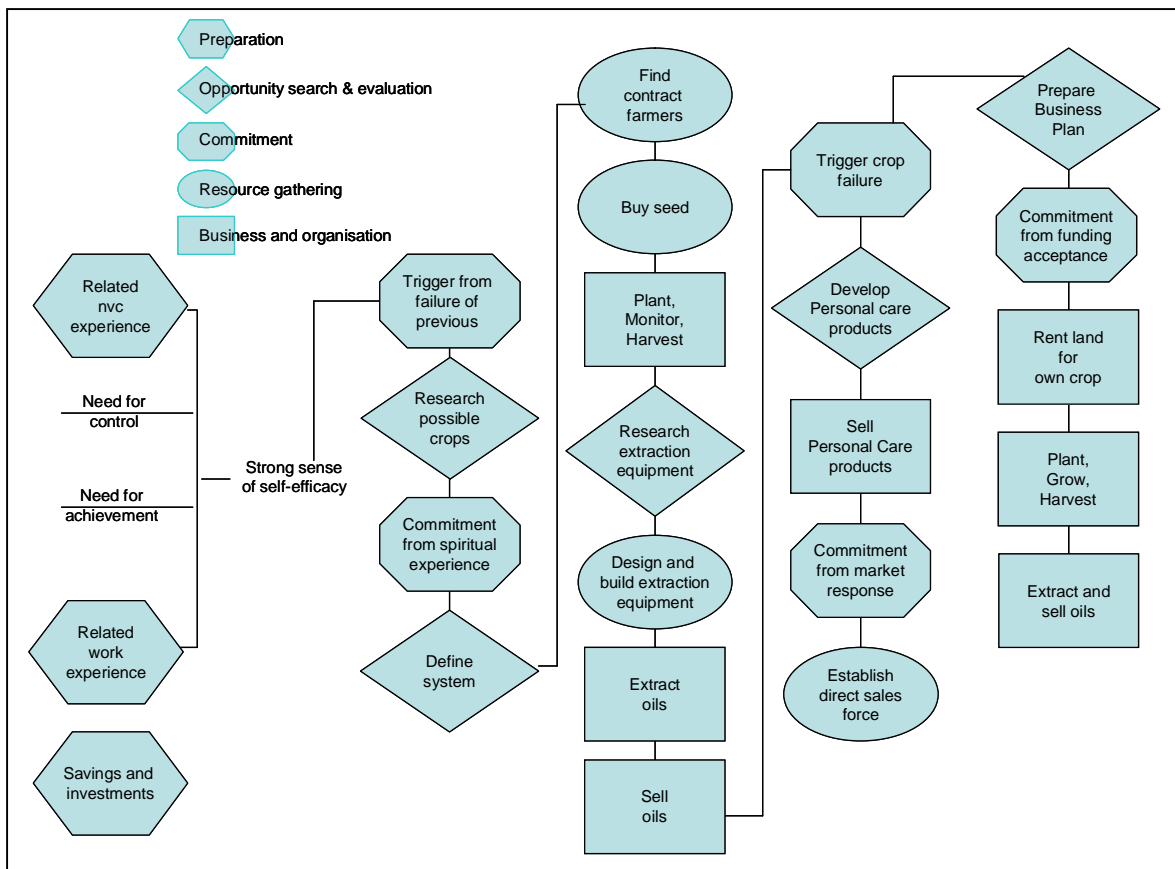 Preparation
Opportunity search & evaluation
Commitment
Resource gathering
Business and organisation
Related
nvc
experience
Need for
control
Need for
achievement
Related
work
experience
Savings and
investments
Strong sense
of self-efficacy
Trigger from
failure of
previous
Research
possible
crops
Commitment
from spiritual
experience
Define
system
Find
contract
farmers
Buy seed
Plant,
Monitor,
Harvest
Research
extraction
equipment
Design and
build extraction
equipment
Extract
oils
Sell
oils
Trigger crop
failure
Develop
Personal care
products
Sell
Personal Care
products
Commitment
from market
response
Establish
direct sales
force
Prepare
Business
Plan
Commitment
from funding
acceptance
Rent land
for
own crop
Plant,
Grow,
Harvest
Extract and
sell oils